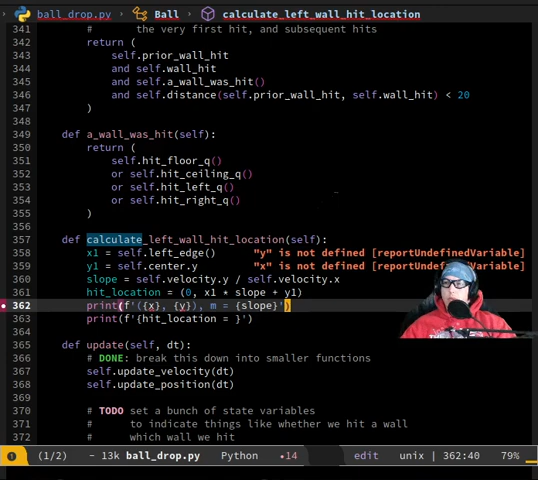 ball_drop.py > Ball > calculate_left_wall_hit_location
341 # the very first hit, and subsequent hits
342 return (
343 self.prior_wall_hit
344 and self.wall_hit
345 and self.a_wall_was_hit()
346 and self.distance(self.prior_wall_hit, self.wall_hit) < 20
347 )
348
349 def a_wall_was_hit(self):
350 return (
351 self.hit_floor_q()
352 or self.hit_ceiling_q()
353 or self.hit_left_q()
354 or self.hit_right_q()
355 )
356
357 def calculate_left_wall_hit_location(self):
358 x1 = self.left_edge() "y" is not defined [reportUndefinedVariable]
359 y1 = self.center.y "x" is not defined [reportUndefinedVariable]
360 slope = self.velocity.y / self.velocity.x
361 hit_location = (0, x1 * slope + y1)
362 print(f'({x}, {y}), m = {slope}')
363 print(f'{hit_location = }')
364
365 def update(self, dt):
366 # DONE: break this down into smaller functions
367 self.update_velocity(dt)
368 self.update_position(dt)
369
370 # TODO set a bunch of state variables
371 # to indicate things like whether we hit a wall
372 # which wall we hit
(1/2) - 13k ball_drop.py Python •14 edit unix | 362:40 79%